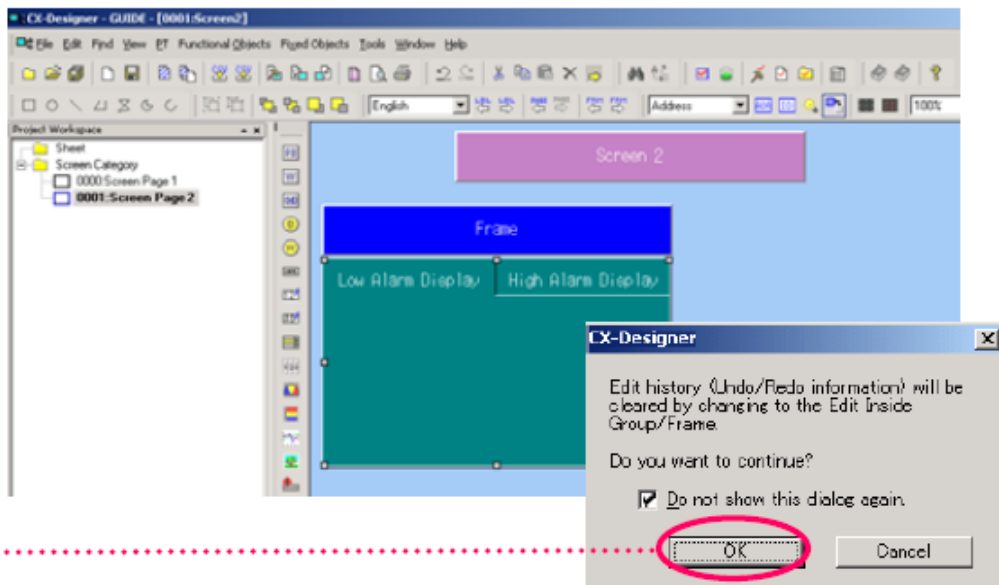 CX-Designer - GUIDE - [0001:Screen2]
File Edit Find View PT Functional Objects Fixed Objects Tools Window Help
English Address 100%
Project Workspace
Sheet
Screen Category
0000:Screen Page 1
0001:Screen Page 2
Screen 2
Frame
Low Alarm Display High Alarm Display
CX-Designer
Edit history (Undo/Redo information) will be
cleared by changing to the Edit Inside
Group/Frame.
Do you want to continue?
Do not show this dialog again.
OK Cancel